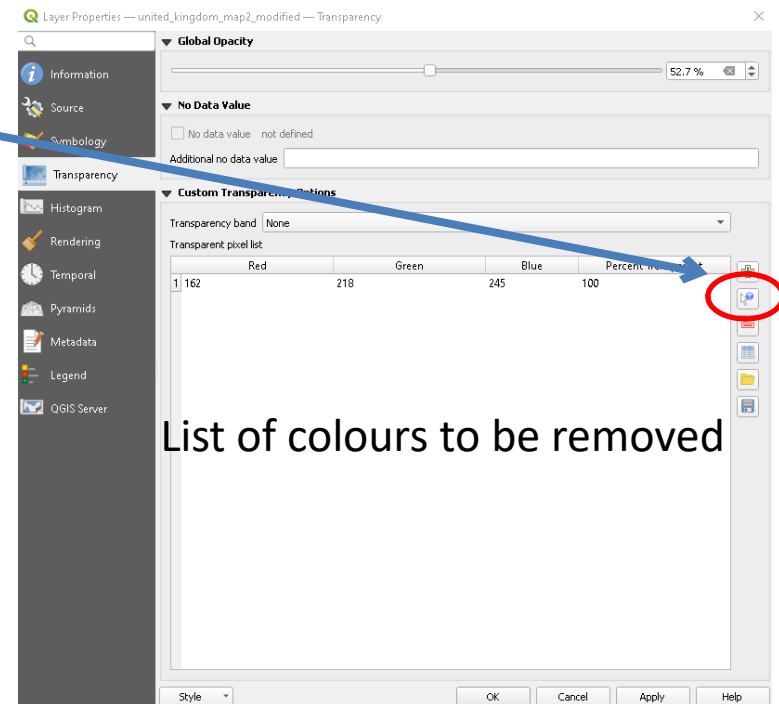 Layer Properties — united_kingdom_map2_modified — Transparency
Global Opacity
Information
52.7 %
Source
No Data Value
Symbology
No data value not defined
Additional no data value
Transparency
Custom Transparency Options
Histogram
Transparency band None
Rendering
Transparent pixel list
Temporal
Red Green Blue Percent Transparent
1 162 218 245 100
Pyramids
Metadata
Legend
QGIS Server
List of colours to be removed
Style OK Cancel Apply Help